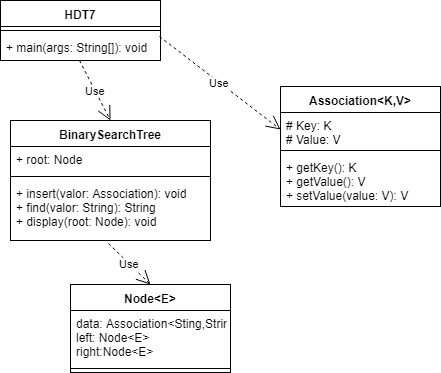 HDT7
+ main(args: String[]): void
Use
Use
Association<K,V>
# Key: K
# Value: V
+ getKey(): K
+ getValue(): V
+ setValue(value: V): V
BinarySearchTree
+ root: Node
+ insert(valor: Association): void
+ find(valor: String): String
+ display(root: Node): void
Use
Node<E>
data: Association<Sting,Strir
left: Node<E>
right:Node<E>